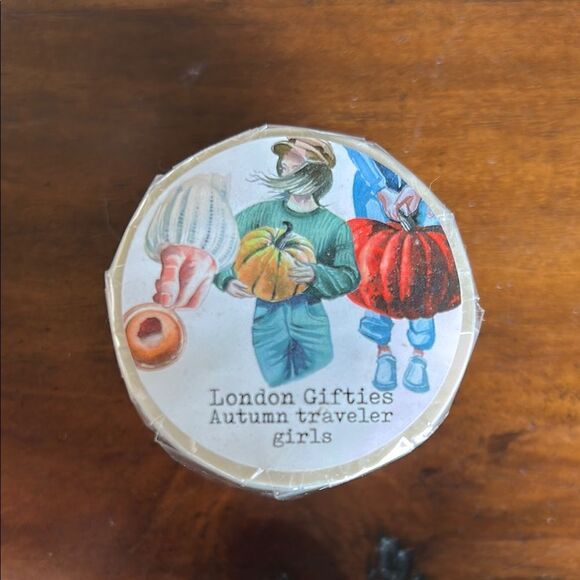 London Gifties
Autumn traveler
girls